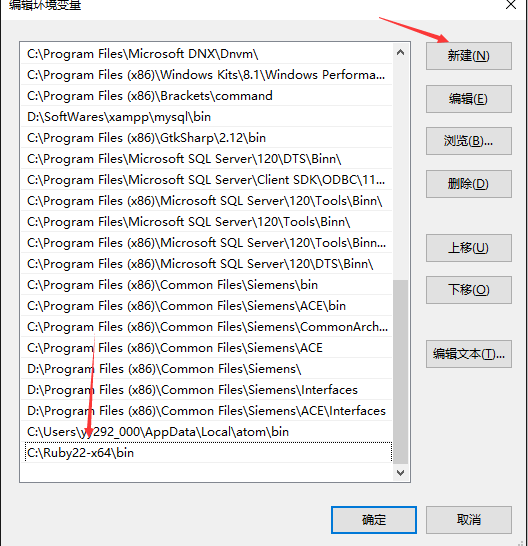 编辑环境变量
C:\Program Files\Microsoft DNX\Dnvm\
C:\Program Files (x86)\Windows Kits\8.1\Windows Performa...
C:\Program Files (x86)\Brackets\command
D:\SoftWares\xampp\mysql\bin
C:\Program Files (x86)\GtkSharp\2.12\bin
C:\Program Files\Microsoft SQL Server\120\DTS\Binn\
C:\Program Files\Microsoft SQL Server\Client SDK\ODBC\11...
C:\Program Files (x86)\Microsoft SQL Server\120\Tools\Binn\
C:\Program Files\Microsoft SQL Server\120\Tools\Binn\
C:\Program Files (x86)\Microsoft SQL Server\120\Tools\Binn...
C:\Program Files (x86)\Microsoft SQL Server\120\DTS\Binn\
C:\Program Files (x86)\Common Files\Siemens\bin
C:\Program Files (x86)\Common Files\Siemens\ACE\bin
C:\Program Files (x86)\Common Files\Siemens\CommonArch...
C:\Program Files (x86)\Common Files\Siemens\ACE
D:\Program Files (x86)\Common Files\Siemens\
D:\Program Files (x86)\Common Files\Siemens\Interfaces
D:\Program Files (x86)\Common Files\Siemens\ACE\Interfaces
C:\Users\yy292_000\AppData\Local\atom\bin
C:\Ruby22-x64\bin
新建(N)
编辑(E)
浏览(B)...
删除(D)
上移(U)
下移(O)
编辑文本(T)...
确定
取消